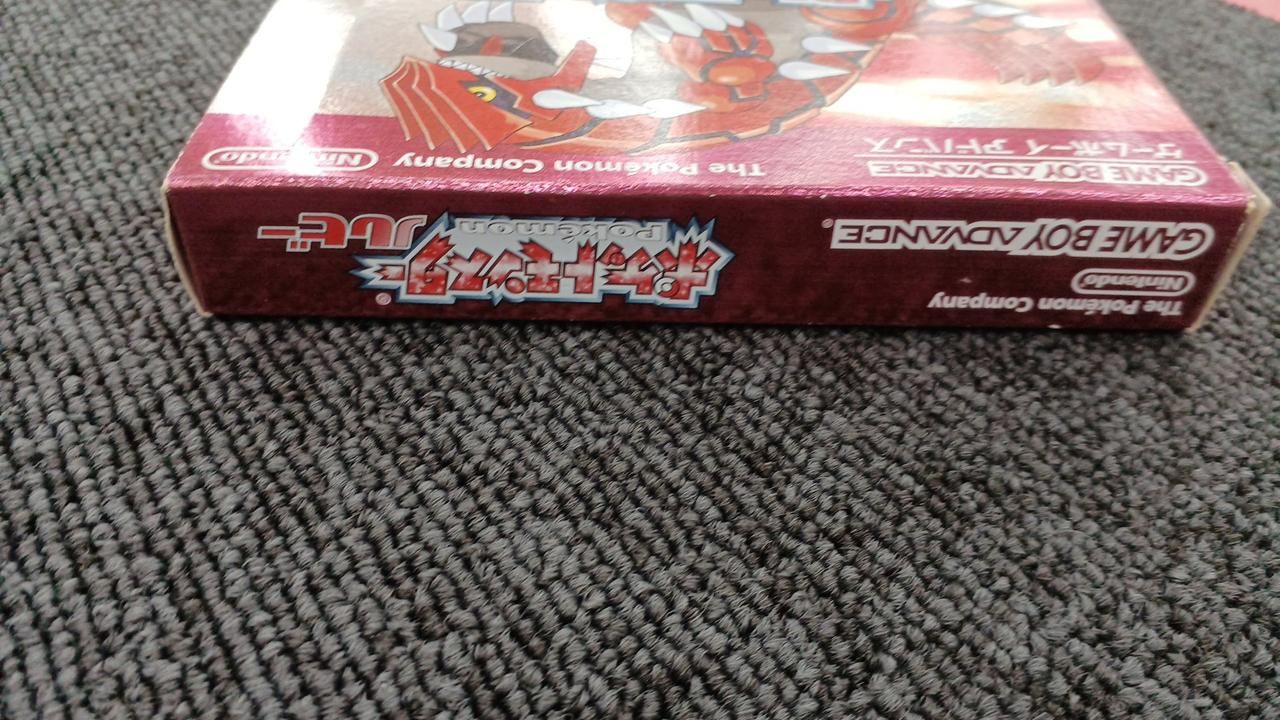 ゲームボーイアドバンス
GAME BOY ADVANCE
The Pokémon Company
Nintendo
The Pokémon Company
Nintendo
GAME BOY ADVANCE®
ポケットモンスター®
Pokémon
ルビー